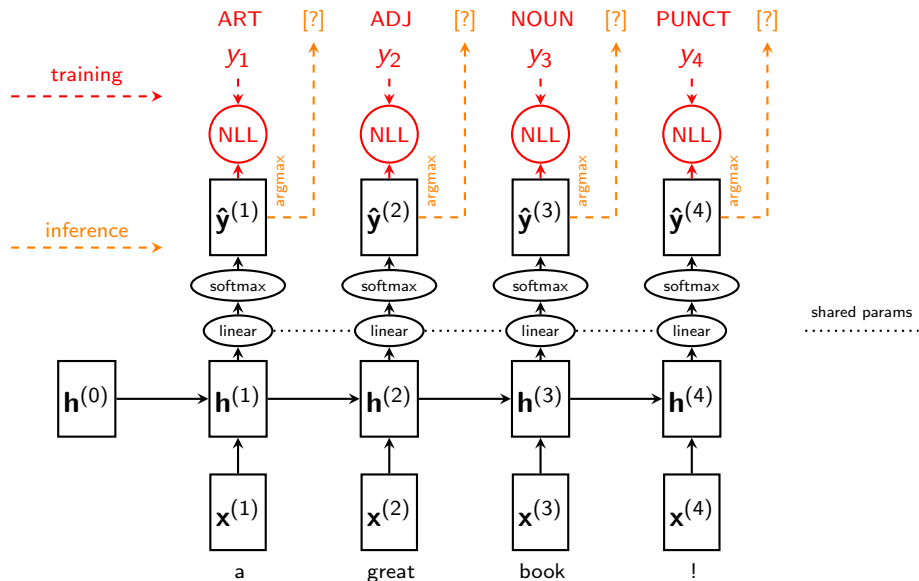 ART [?] ADJ [?] NOUN [?] PUNCT [?]
y₁ y₂ y₃ y₄
training
NLL NLL NLL NLL
argmax argmax argmax argmax
ŷ⁽¹⁾ ŷ⁽²⁾ ŷ⁽³⁾ ŷ⁽⁴⁾
inference
softmax softmax softmax softmax
shared params
linear linear linear linear
h⁽⁰⁾ h⁽¹⁾ h⁽²⁾ h⁽³⁾ h⁽⁴⁾
x⁽¹⁾ x⁽²⁾ x⁽³⁾ x⁽⁴⁾
a great book !